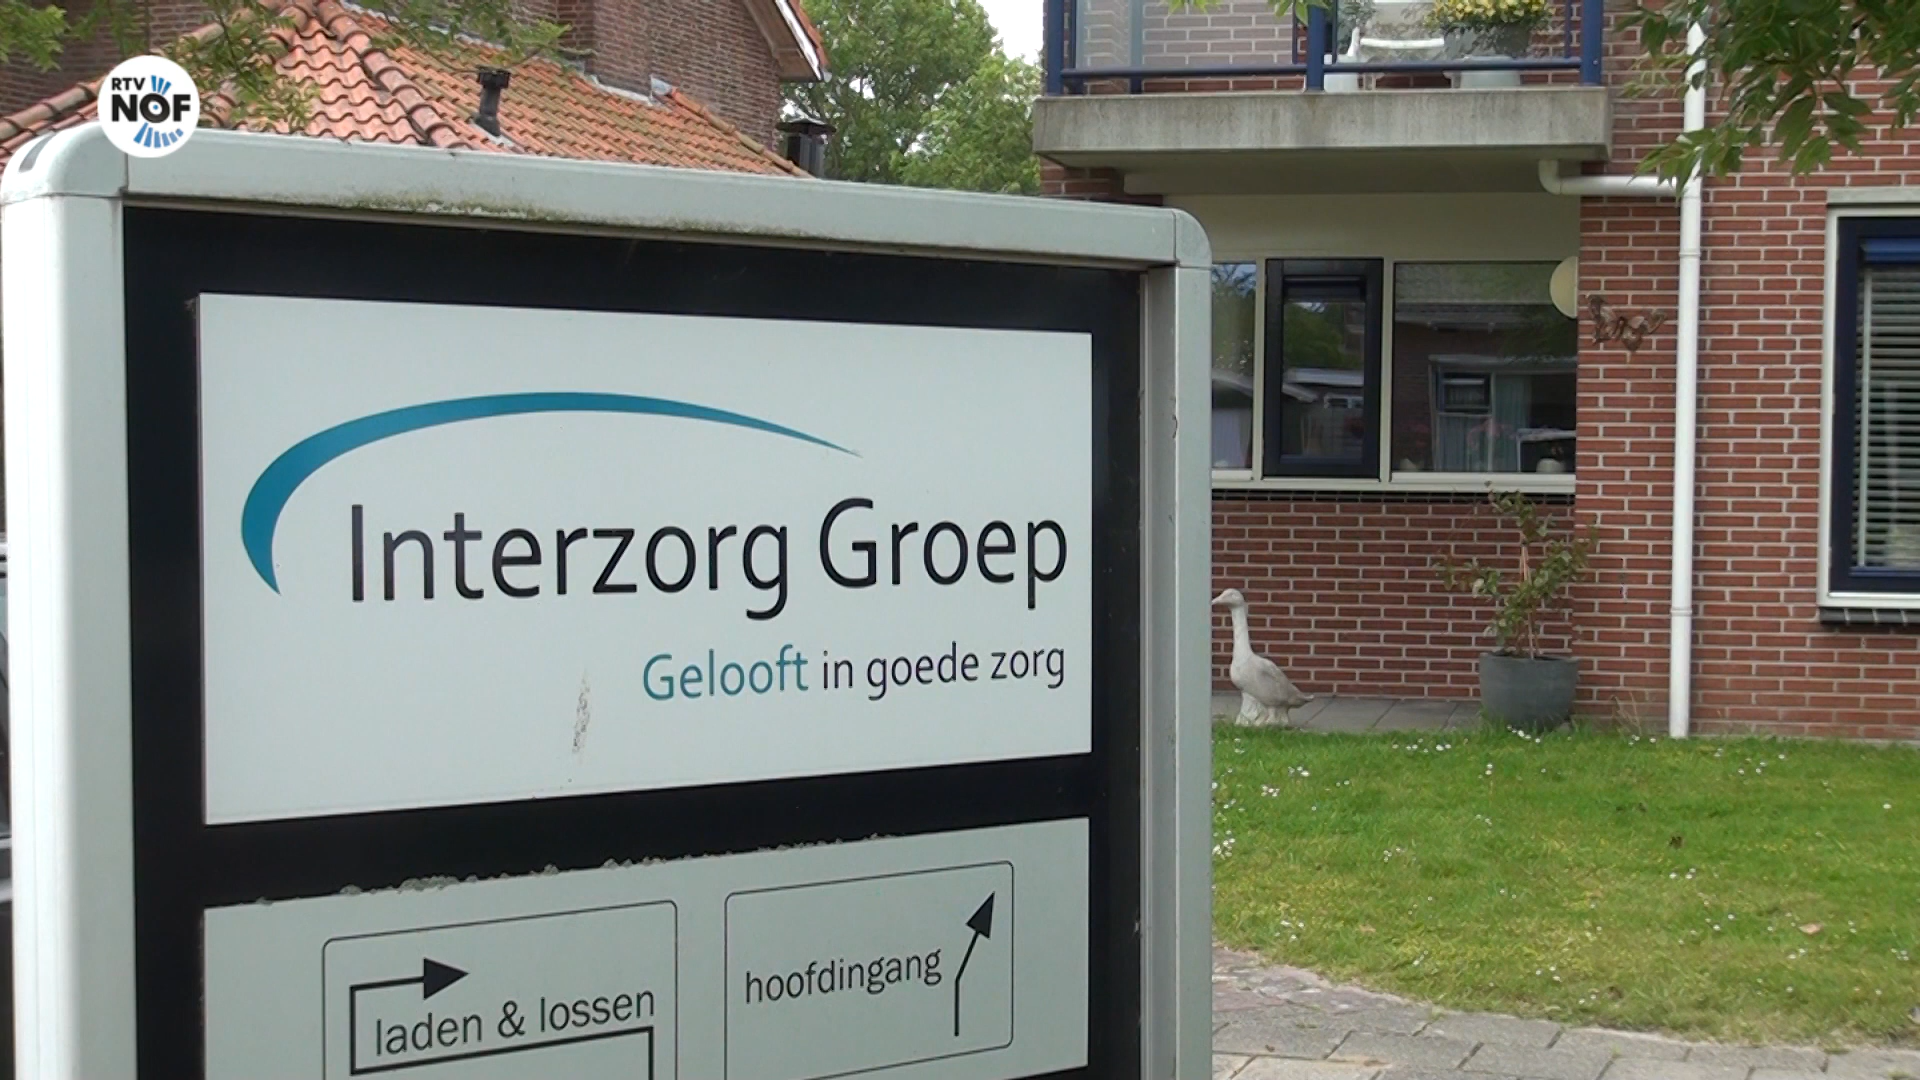 RTV
NOF
Interzorg Groep
Gelooft in goede zorg
laden & lossen
hoofdingang